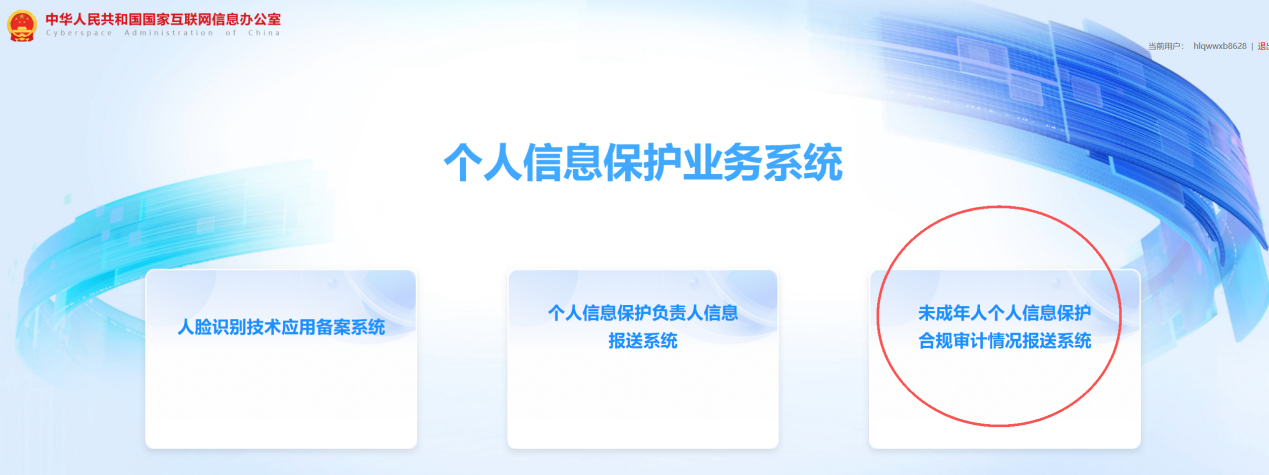 中华人民共和国国家互联网信息办公室
Cyberspace Administration of China
当前用户： hlqwwxb8628 | 退出
个人信息保护业务系统
人脸识别技术应用备案系统
个人信息保护负责人信息
报送系统
未成年人个人信息保护
合规审计情况报送系统